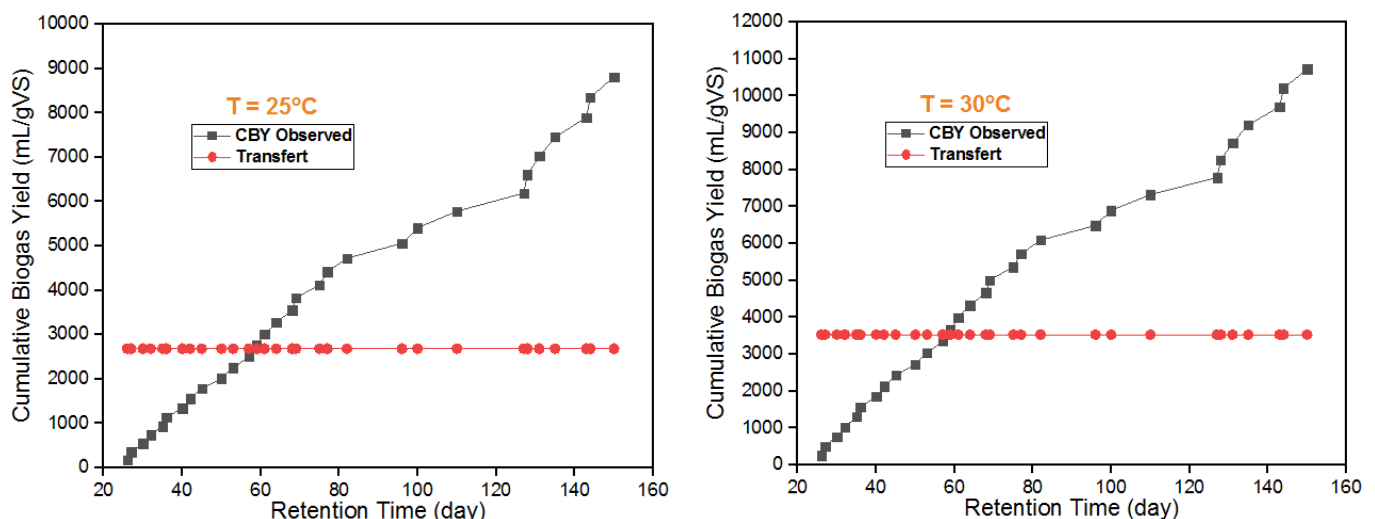 Cumulative Biogas Yield (mL/gVS)
10000
9000
8000
7000
6000
5000
4000
3000
2000
1000
0
T = 25°C
CBY Observed
Transfert
20 40 60 80 100 120 140 160
Retention Time (day)
Cumulative Biogas Yield (mL/gVS)
12000
11000
10000
9000
8000
7000
6000
5000
4000
3000
2000
1000
0
T = 30°C
CBY Observed
Transfert
20 40 60 80 100 120 140 160
Retention Time (day)